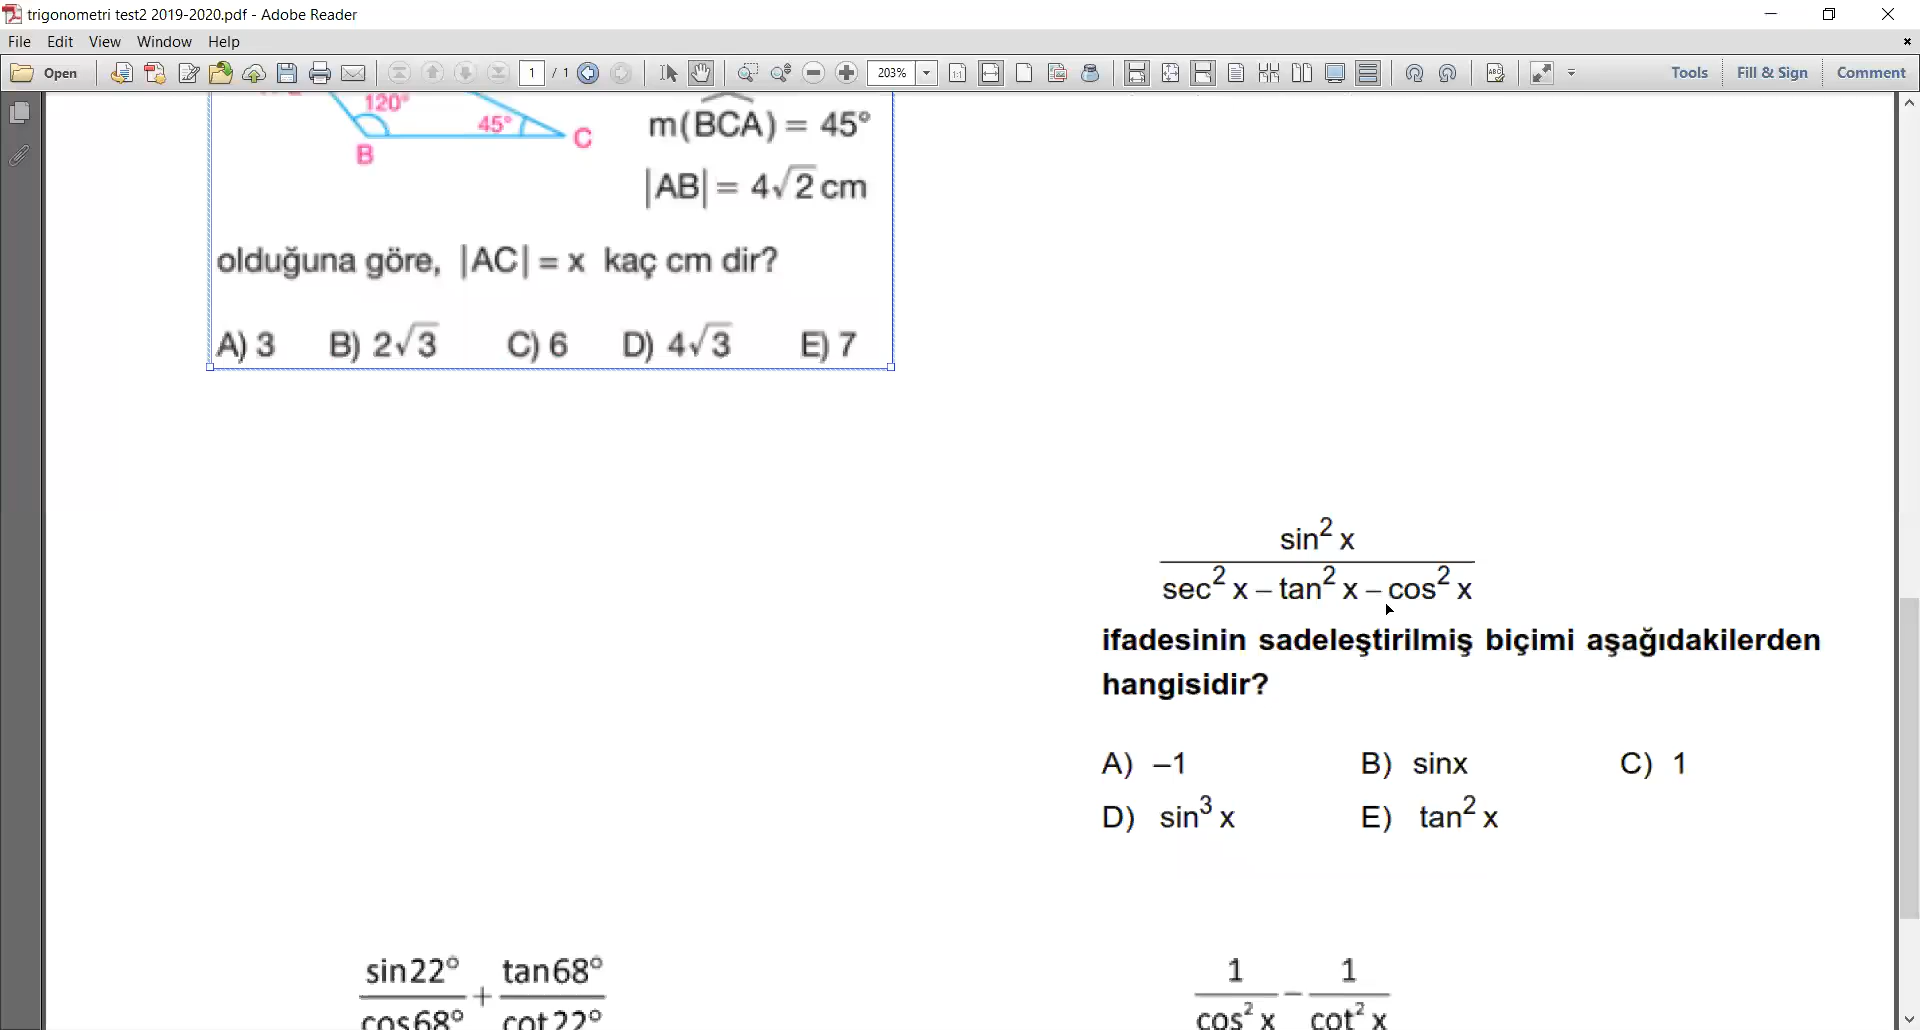 trigonometri test2 2019-2020.pdf - Adobe Reader
File Edit View Window Help
Open 1 / 1 203% Tools Fill & Sign Comment
120°
45°
C
B
m(BCA) = 45°
|AB| = 4√2 cm
olduğuna göre, |AC| = x kaç cm dir?
A) 3 B) 2√3 C) 6 D) 4√3 E) 7
sin² x
sec² x – tan² x – cos² x
ifadesinin sadeleştirilmiş biçimi aşağıdakilerden
hangisidir?
A) –1 B) sinx C) 1
D) sin³ x E) tan² x
sin22° + tan68°
cos68° cot22°
1 – 1
cos² x cot² x